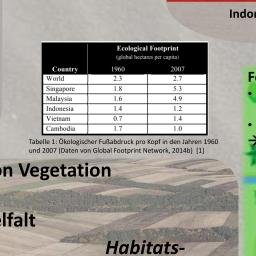 Indon
Ecological Footprint
(global hectares per capita)
Country 1960 2007
World 2.3 2.7
Singapore 1.8 5.3
Malaysia 1.6 4.9
Indonesia 1.4 1.2
Vietnam 0.7 1.4
Cambodia 1.7 1.0
Tabelle 1: Ökologischer Fußabdruck pro Kopf in den Jahren 1960
und 2007 (Daten von Global Footprint Network, 2014b) [1]
on Vegetation
elfalt
Habitats-